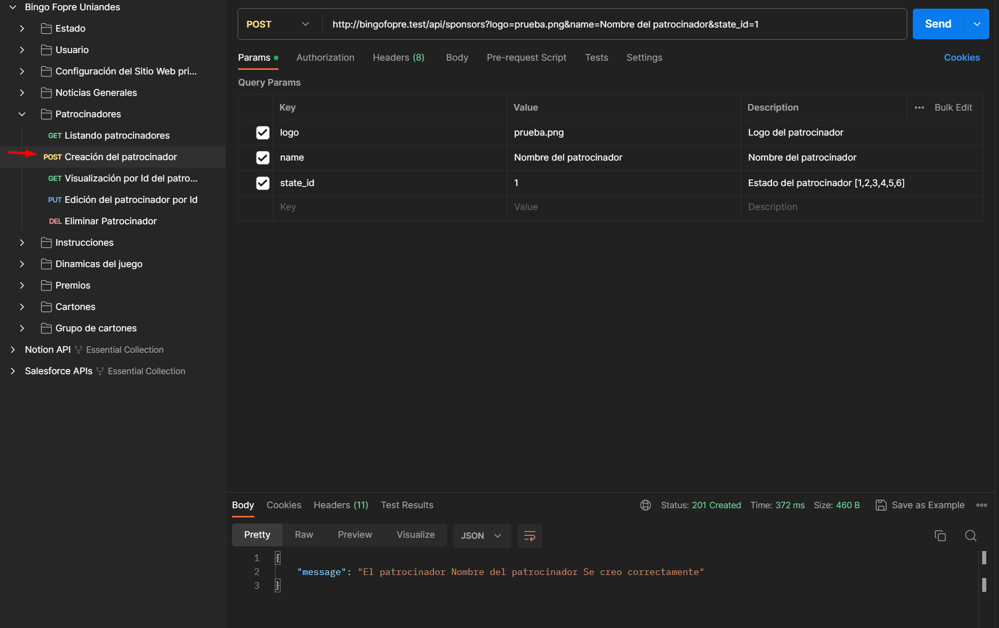 Bingo Fopre Uniandes
Estado
Usuario
Configuración del Sitio Web pri...
Noticias Generales
Patrocinadores
GET Listando patrocinadores
POST Creación del patrocinador
GET Visualización por Id del patro...
PUT Edición del patrocinador por Id
DEL Eliminar Patrocinador
Instrucciones
Dinamicas del juego
Premios
Cartones
Grupo de cartones
Notion API Essential Collection
Salesforce APIs Essential Collection
POST http://bingofopre.test/api/sponsors?logo=prueba.png&name=Nombre del patrocinador&state_id=1 Send
Params Authorization Headers (8) Body Pre-request Script Tests Settings Cookies
Query Params
Key Value Description ooo Bulk Edit
logo prueba.png Logo del patrocinador
name Nombre del patrocinador Nombre del patrocinador
state_id 1 Estado del patrocinador [1,2,3,4,5,6]
Key Value Description
Body Cookies Headers (11) Test Results Status: 201 Created Time: 372 ms Size: 460 B Save as Example ooo
Pretty Raw Preview Visualize JSON
1 {
2 "message": "El patrocinador Nombre del patrocinador Se creo correctamente"
3 }